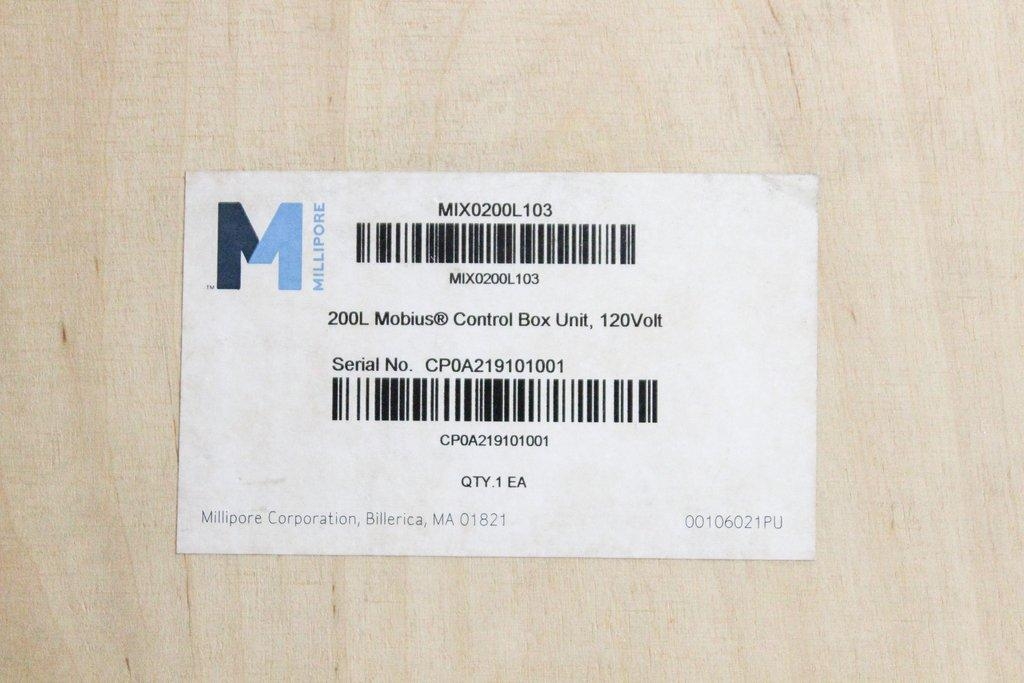 M MILLIPORE
TM
MIX0200L103
MIX0200L103
200L Mobius® Control Box Unit, 120Volt
Serial No. CP0A219101001
CP0A219101001
QTY.1 EA
Millipore Corporation, Billerica, MA 01821
00106021PU